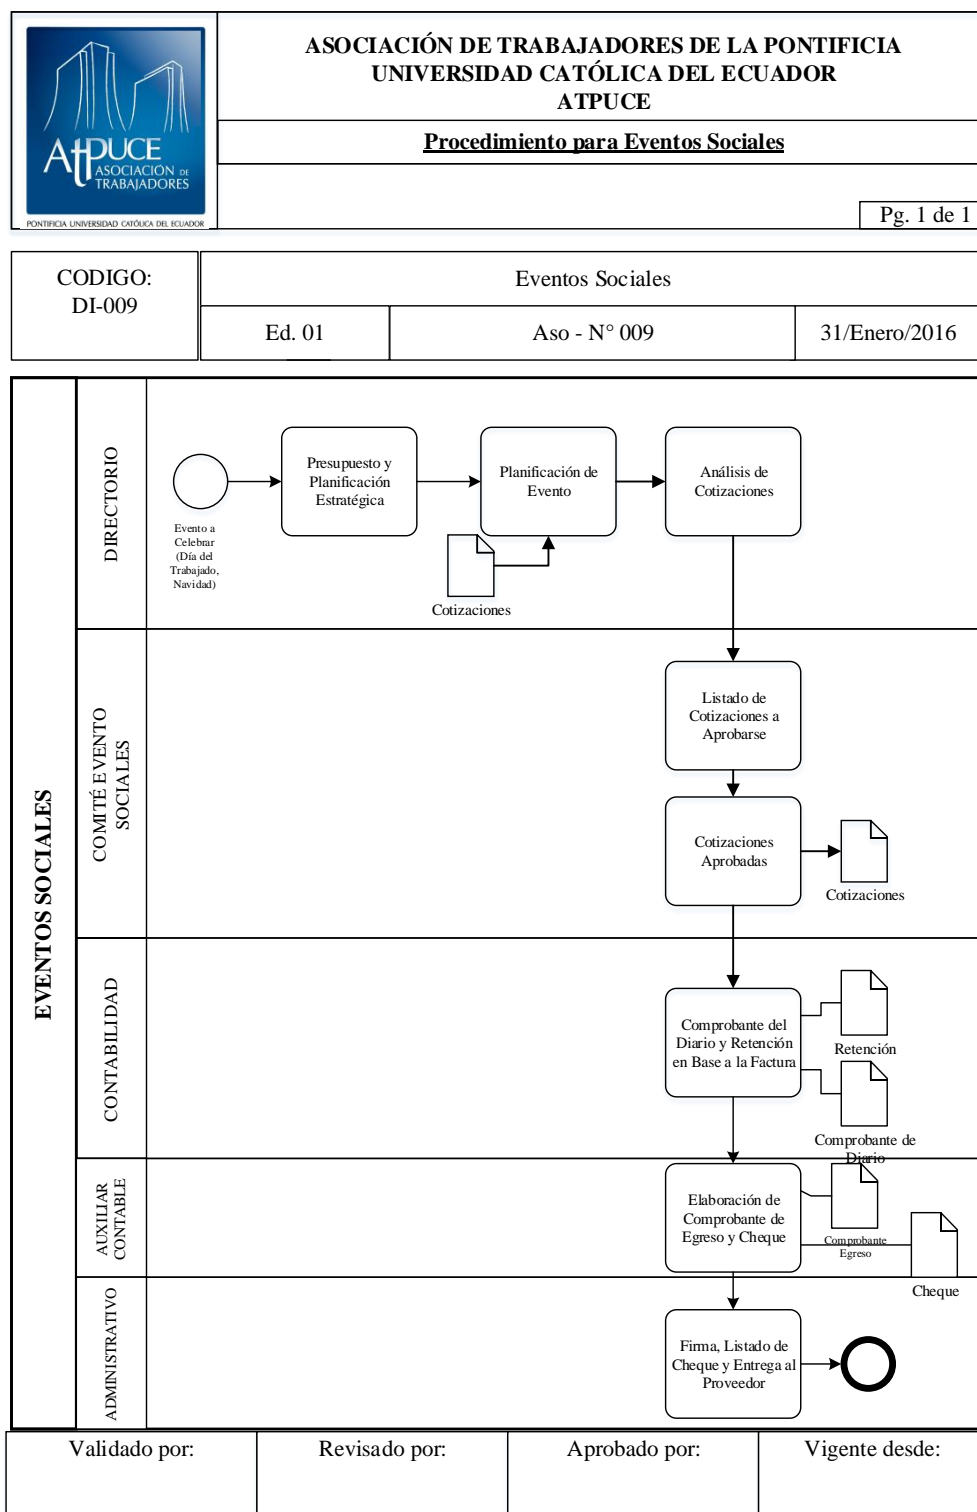 ATPUCE
ASOCIACIÓN DE
TRABAJADORES
PONTIFICIA UNIVERSIDAD CATÓLICA DEL ECUADOR
ASOCIACIÓN DE TRABAJADORES DE LA PONTIFICIA
UNIVERSIDAD CATÓLICA DEL ECUADOR
ATPUCE
Procedimiento para Eventos Sociales
Pg. 1 de 1
CODIGO:
DI-009
Eventos Sociales
Ed. 01
Aso - N° 009
31/Enero/2016
EVENTOS SOCIALES
DIRECTORIO
Evento a
Celebrar
(Día del
Trabajado,
Navidad)
Presupuesto y
Planificación
Estratégica
Planificación de
Evento
Análisis de
Cotizaciones
Cotizaciones
COMITÉ EVENTO
SOCIALES
Listado de
Cotizaciones a
Aprobarse
Cotizaciones
Aprobadas
Cotizaciones
CONTABILIDAD
Comprobante del
Diario y Retención
en Base a la Factura
Retención
Comprobante de
Diario
AUXILIAR
CONTABLE
Elaboración de
Comprobante de
Egreso y Cheque
Comprobante
Egreso
Cheque
ADMINISTRATIVO
Firma, Listado de
Cheque y Entrega al
Proveedor
Validado por:
Revisado por:
Aprobado por:
Vigente desde: